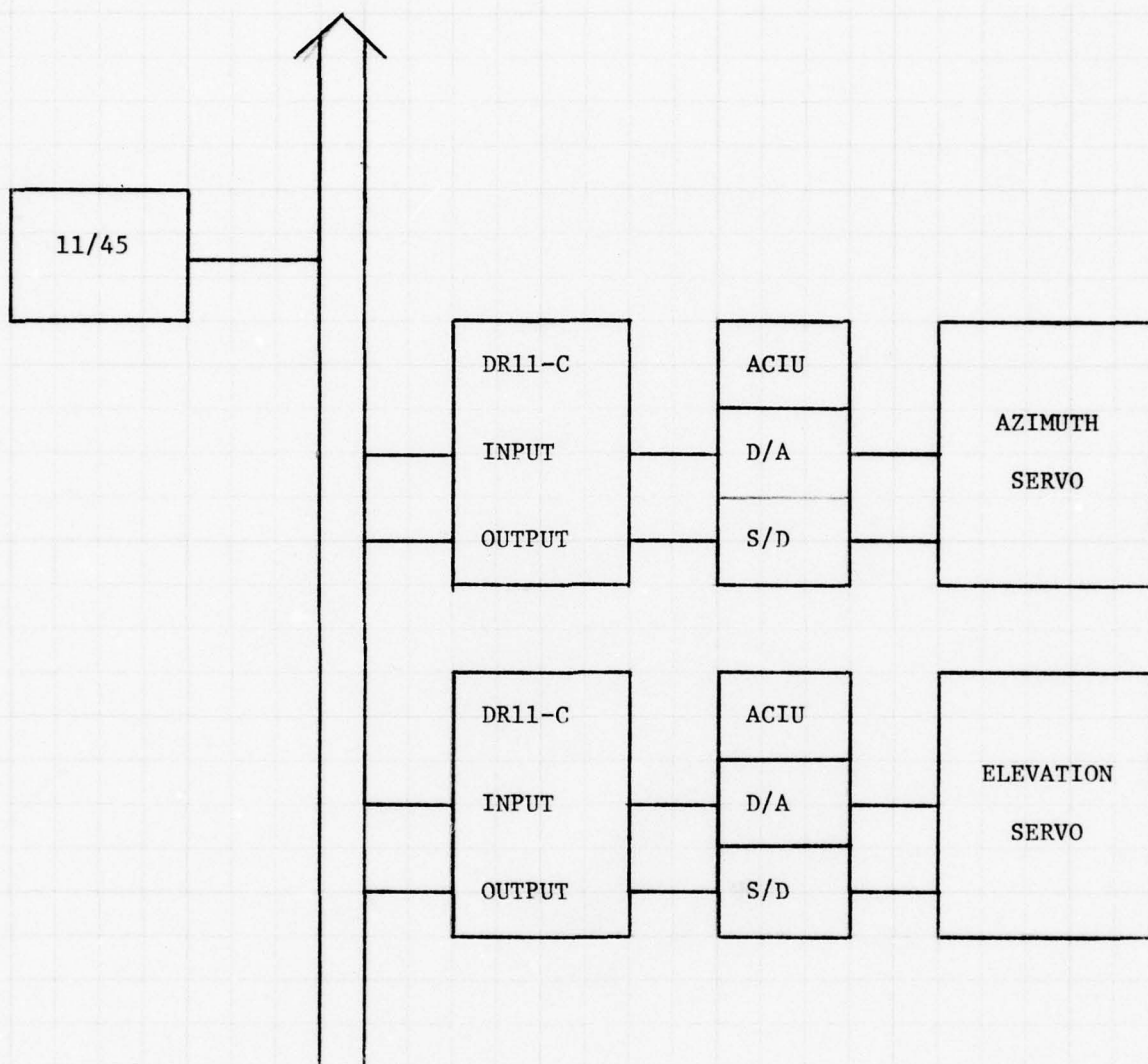 11/45
DR11-C
INPUT
OUTPUT
ACIU
D/A
S/D
AZIMUTH
SERVO
DR11-C
INPUT
OUTPUT
ACIU
D/A
S/D
ELEVATION
SERVO